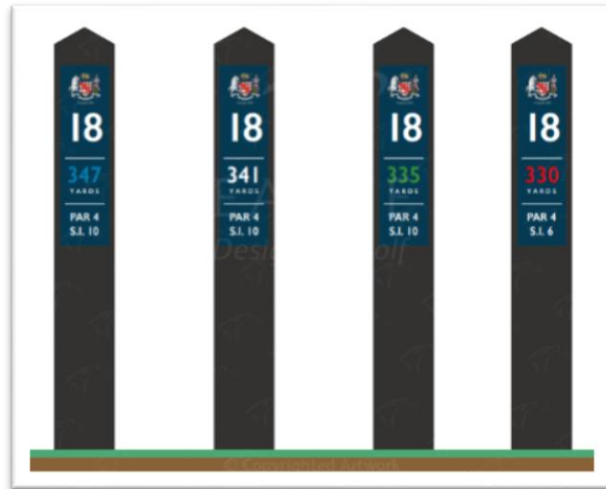 18
347
YARDS
PAR 4
S.I. 10
18
341
YARDS
PAR 4
S.I. 10
18
335
YARDS
PAR 4
S.I. 10
18
330
YARDS
PAR 4
S.I. 6
© Copyrighted Artwork